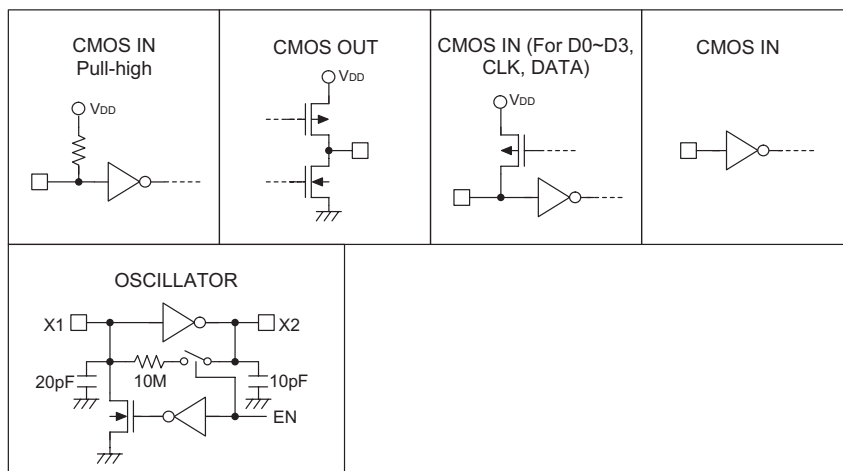 CMOS IN
Pull-high
VDD
CMOS OUT
VDD
CMOS IN (For D0~D3,
CLK, DATA)
VDD
CMOS IN
OSCILLATOR
X1
X2
20pF
10M
10pF
EN